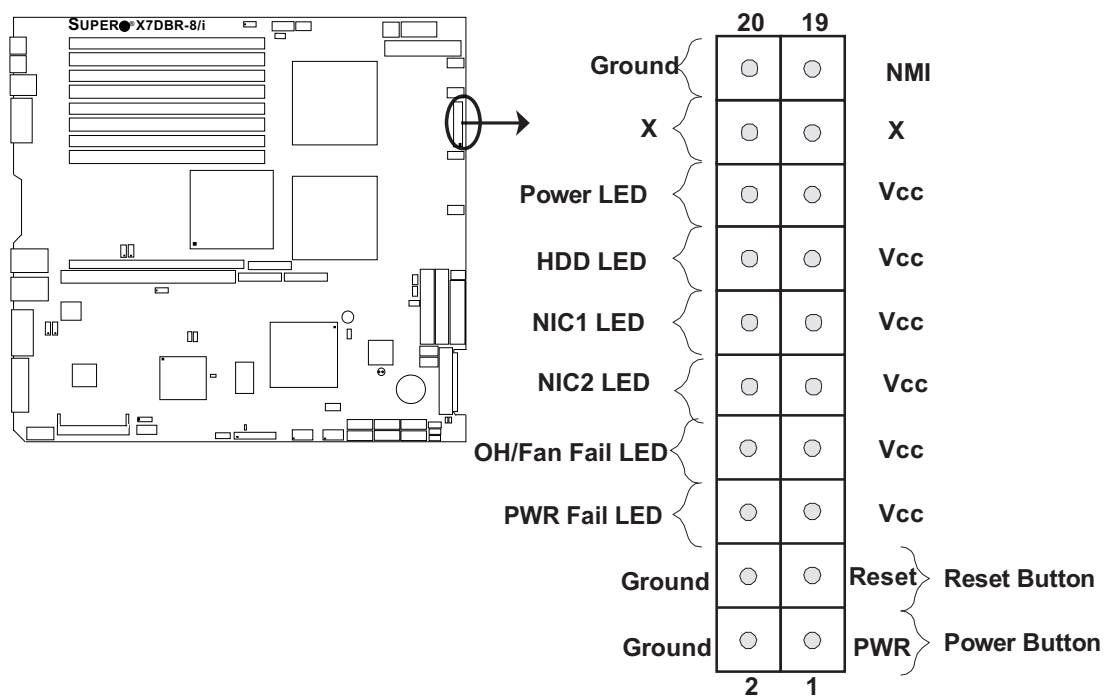 SUPER® X7DBR-8/i
20 19
Ground NMI
X X
Power LED Vcc
HDD LED Vcc
NIC1 LED Vcc
NIC2 LED Vcc
OH/Fan Fail LED Vcc
PWR Fail LED Vcc
Ground Reset Reset Button
Ground PWR Power Button
2 1